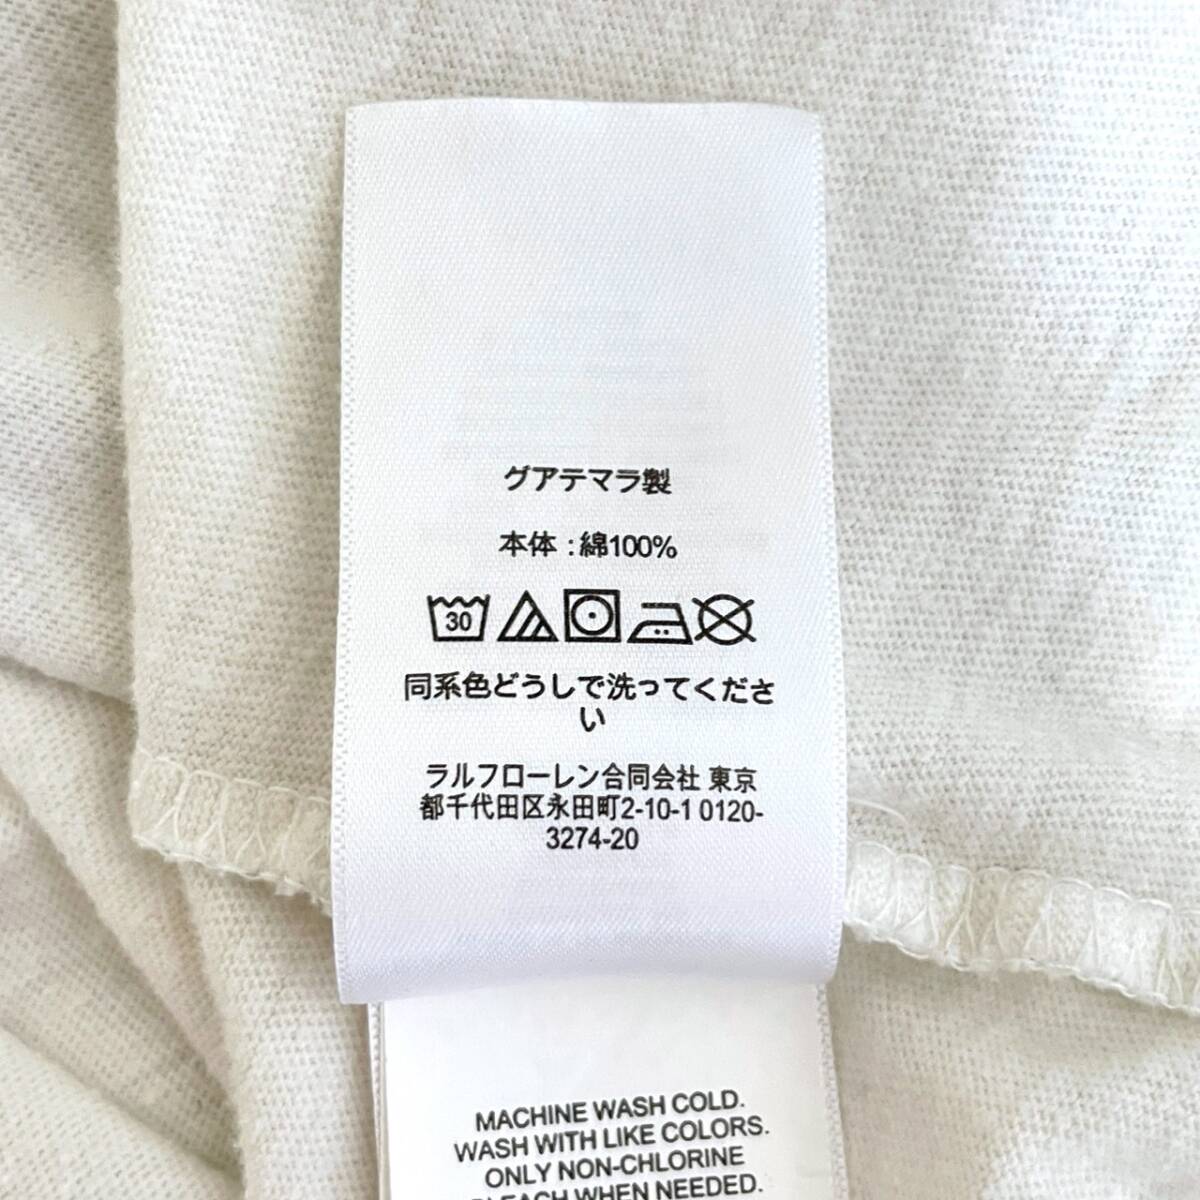 グアテマラ製
本体 : 綿100%
30
同系色どうしで洗ってくださ
い
ラルフローレン合同会社 東京
都千代田区永田町2-10-1 0120-
3274-20
MACHINE WASH COLD.
WASH WITH LIKE COLORS.
ONLY NON-CHLORINE
BLEACH WHEN NEEDED.